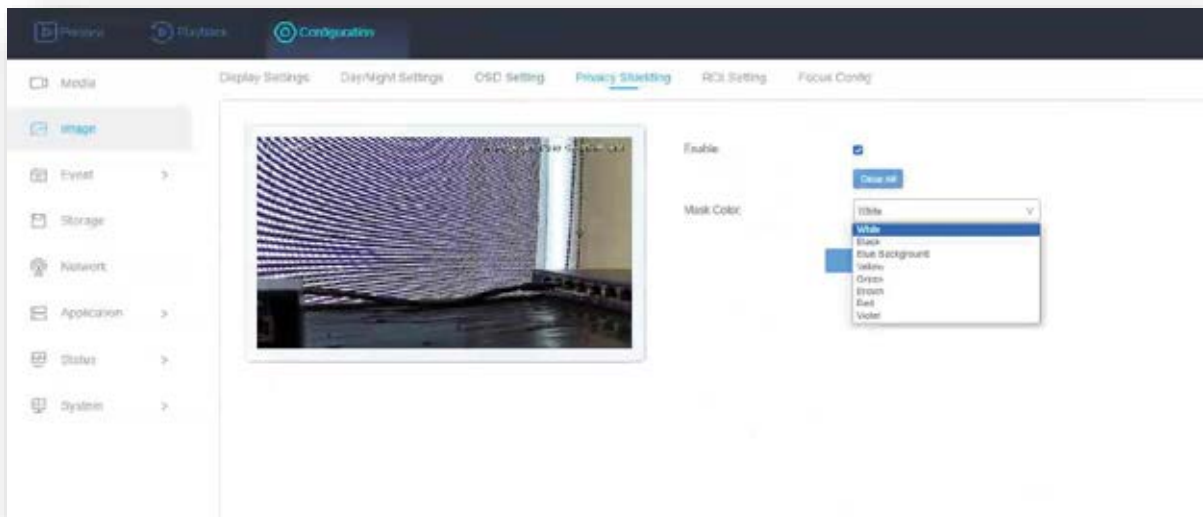 Preview Playback Configuration
Media
Image
Event
Storage
Network
Application
Status
System
Display Settings Day/Night Settings OSD Setting Privacy Shielding ROI Setting Focus Config
Enable
Clear All
Mask Color:
White
White
Black
Blue Background
Yellow
Green
Brown
Red
Violet